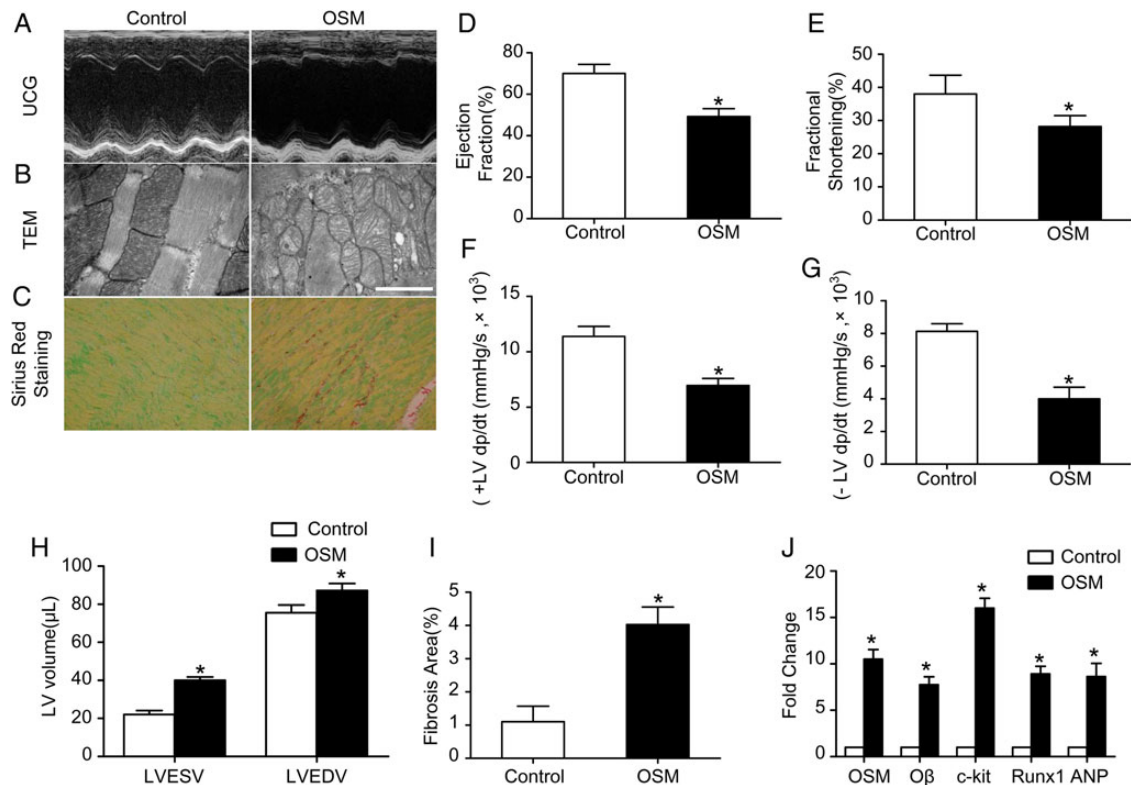 A
Control
OSM
UCG
B
TEM
C
Sirius Red
Staining
D
Ejection
Fraction(%)
80
60
40
20
0
*
Control
OSM
E
Fractional
Shortening(%)
50
40
30
20
10
0
*
Control
OSM
F
( +LV dp/dt (mmHg/s ,× 10³)
15
10
5
0
*
Control
OSM
G
(- LV dp/dt (mmHg/s ,× 10³)
10
8
6
4
2
0
*
Control
OSM
H
Control
OSM
LV volume(µL)
100
80
60
40
20
0
*
*
LVESV
LVEDV
I
Fibrosis Area(%)
5
4
3
2
1%
0
*
Control
OSM
J
Control
OSM
Fold Change
20
15
10
5
0
*
*
*
*
*
OSM
Oβ
c-kit
Runx1
ANP